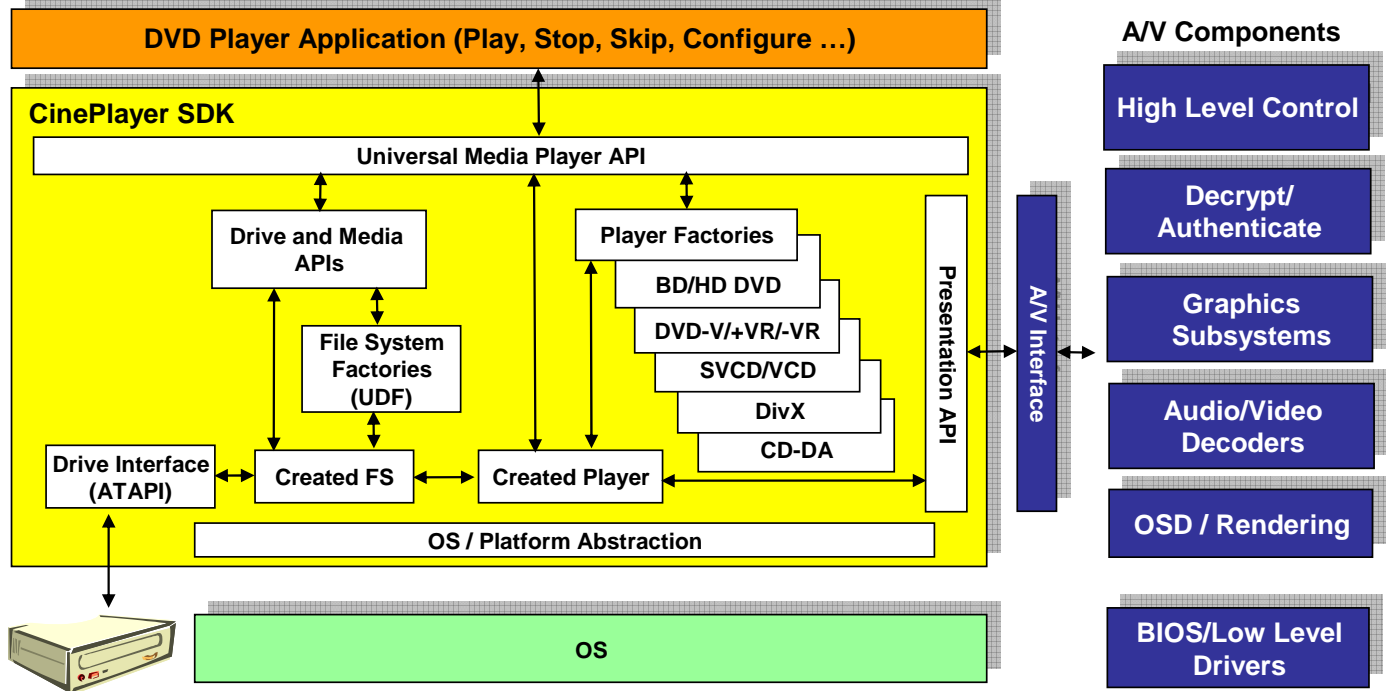 DVD Player Application (Play, Stop, Skip, Configure …)
CinePlayer SDK
Universal Media Player API
Drive and Media
APIs
File System
Factories
(UDF)
Drive Interface
(ATAPI)
Created FS
Player Factories
BD/HD DVD
DVD-V/+VR/-VR
SVCD/VCD
DivX
CD-DA
Created Player
Presentation API
OS / Platform Abstraction
OS
A/V Interface
A/V Components
High Level Control
Decrypt/
Authenticate
Graphics
Subsystems
Audio/Video
Decoders
OSD / Rendering
BIOS/Low Level
Drivers